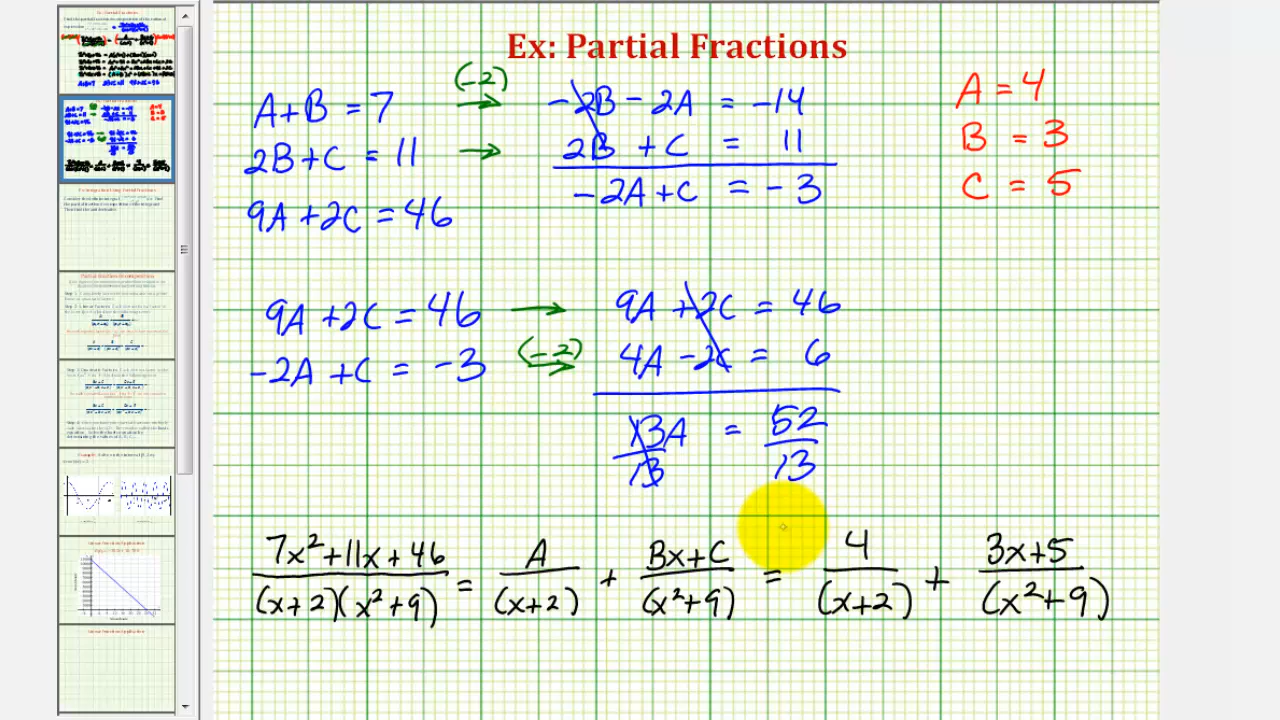 Ex: Partial Fractions
A+B = 7 (-2) → -2B - 2A = -14 A = 4
2B+C = 11 → 2B + C = 11 B = 3
-2A+C = -3 C = 5
9A+2C = 46
9A+2C = 46 → 9A+2C = 46
-2A+C = -3 (-2) → 4A-2C = 6
13A/13 = 52/13
7x²+11x+46/(x+2)(x²+9) = A/(x+2) + Bx+C/(x²+9) = 4/(x+2) + 3x+5/(x²+9)